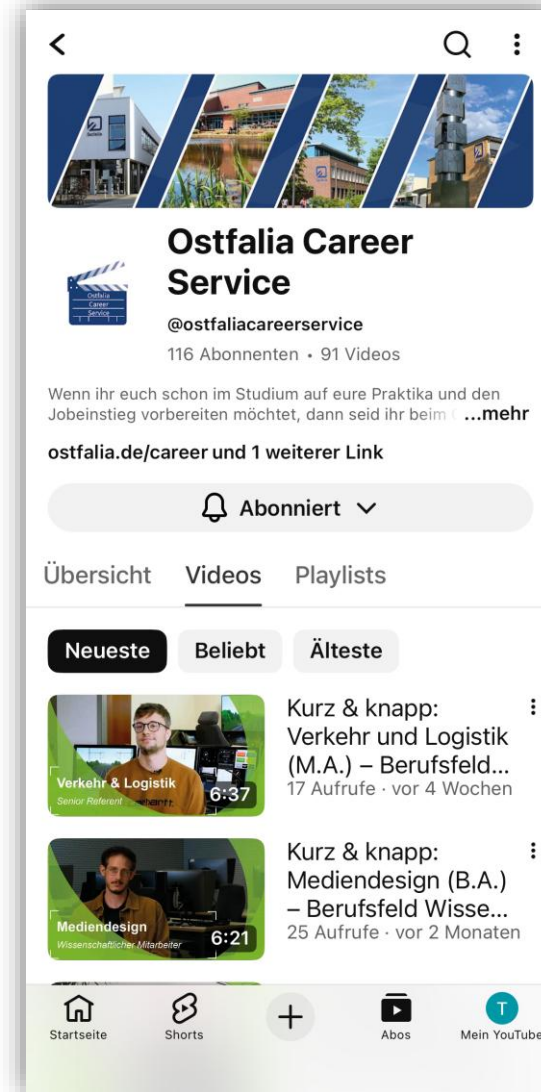 Ostfalia
Career
Service
Ostfalia Career
Service
@ostfaliacareerservice
116 Abonnenten • 91 Videos
Wenn ihr euch schon im Studium auf eure Praktika und den
Jobeinstieg vorbereiten möchtet, dann seid ihr beim ...mehr
ostfalia.de/career und 1 weiterer Link
Abonniert
Übersicht Videos Playlists
Neueste Beliebt Älteste
Verkehr & Logistik
Senior Referent
6:37
Kurz & knapp:
Verkehr und Logistik
(M.A.) – Berufsfeld...
17 Aufrufe · vor 4 Wochen
Mediendesign
Wissenschaftlicher Mitarbeiter
6:21
Kurz & knapp:
Mediendesign (B.A.)
– Berufsfeld Wisse...
25 Aufrufe · vor 2 Monaten
Startseite Shorts Abos T Mein YouTube